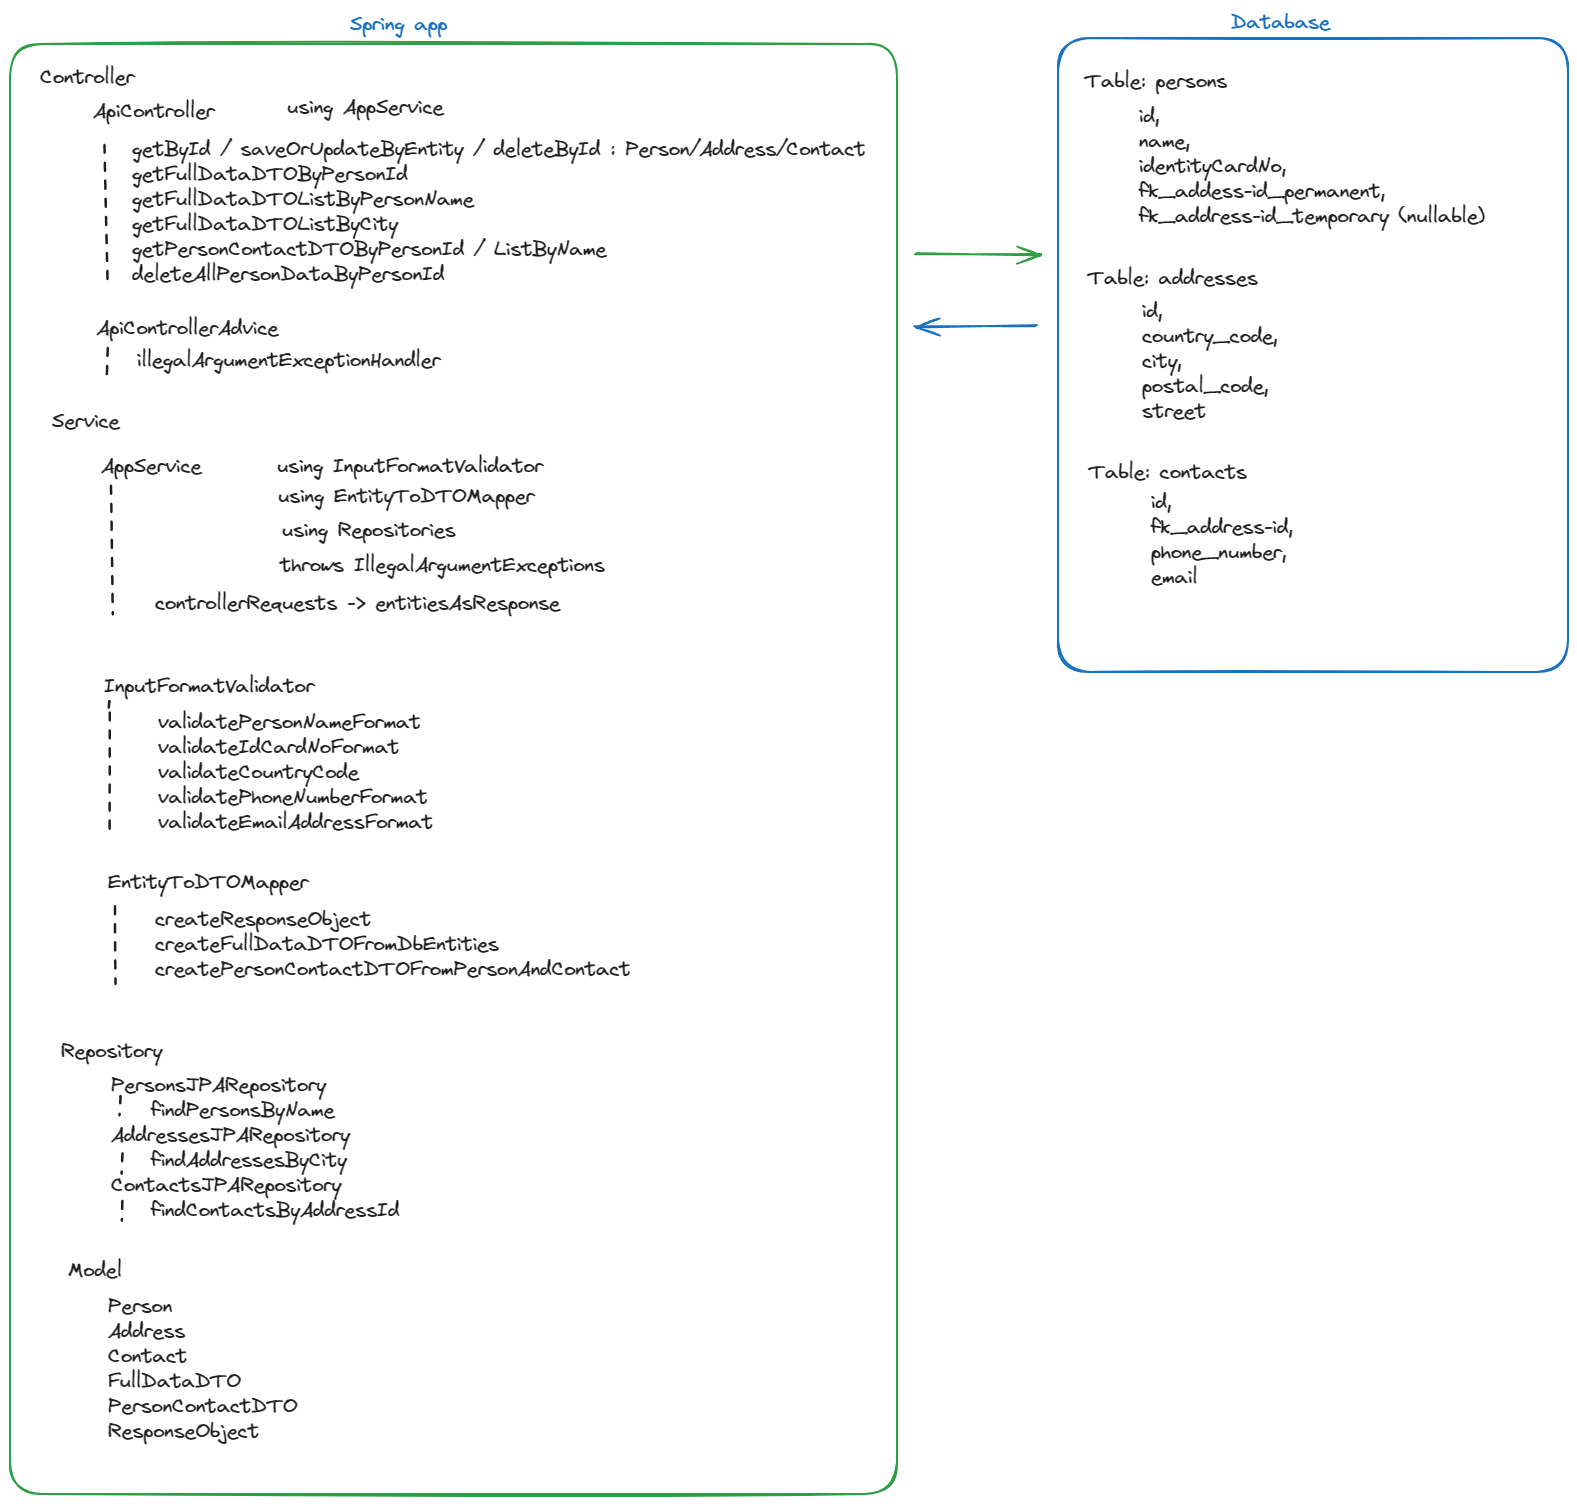 Spring app
Controller
ApiController using AppService
getById / saveOrUpdateByEntity / deleteById : Person/Address/Contact
getFullDataDTOByPersonId
getFullDataDTOListByPersonName
getFullDataDTOListByCity
getPersonContactDTOByPersonId / ListByName
deleteAllPersonDataByPersonId
ApiControllerAdvice
illegalArgumentExceptionHandler
Service
AppService using InputFormatValidator
using EntityToDTOMapper
using Repositories
throws IllegalArgumentExceptions
controllerRequests -> entitiesAsResponse
InputFormatValidator
validatePersonNameFormat
validateIdCardNoFormat
validateCountryCode
validatePhoneNumberFormat
validateEmailAddressFormat
EntityToDTOMapper
createResponseObject
createFullDataDTOFromDbEntities
createPersonContactDTOFromPersonAndContact
Repository
PersonsJPARepository
findPersonsByName
AddressesJPARepository
findAddressesByCity
ContactsJPARepository
findContactsByAddressId
Model
Person
Address
Contact
FullDataDTO
PersonContactDTO
ResponseObject
Database
Table: persons
id,
name,
identityCardNo,
fk_addess-id_permanent,
fk_address-id_temporary (nullable)
Table: addresses
id,
country_code,
city,
postal_code,
street
Table: contacts
id,
fk_address-id,
phone_number,
email